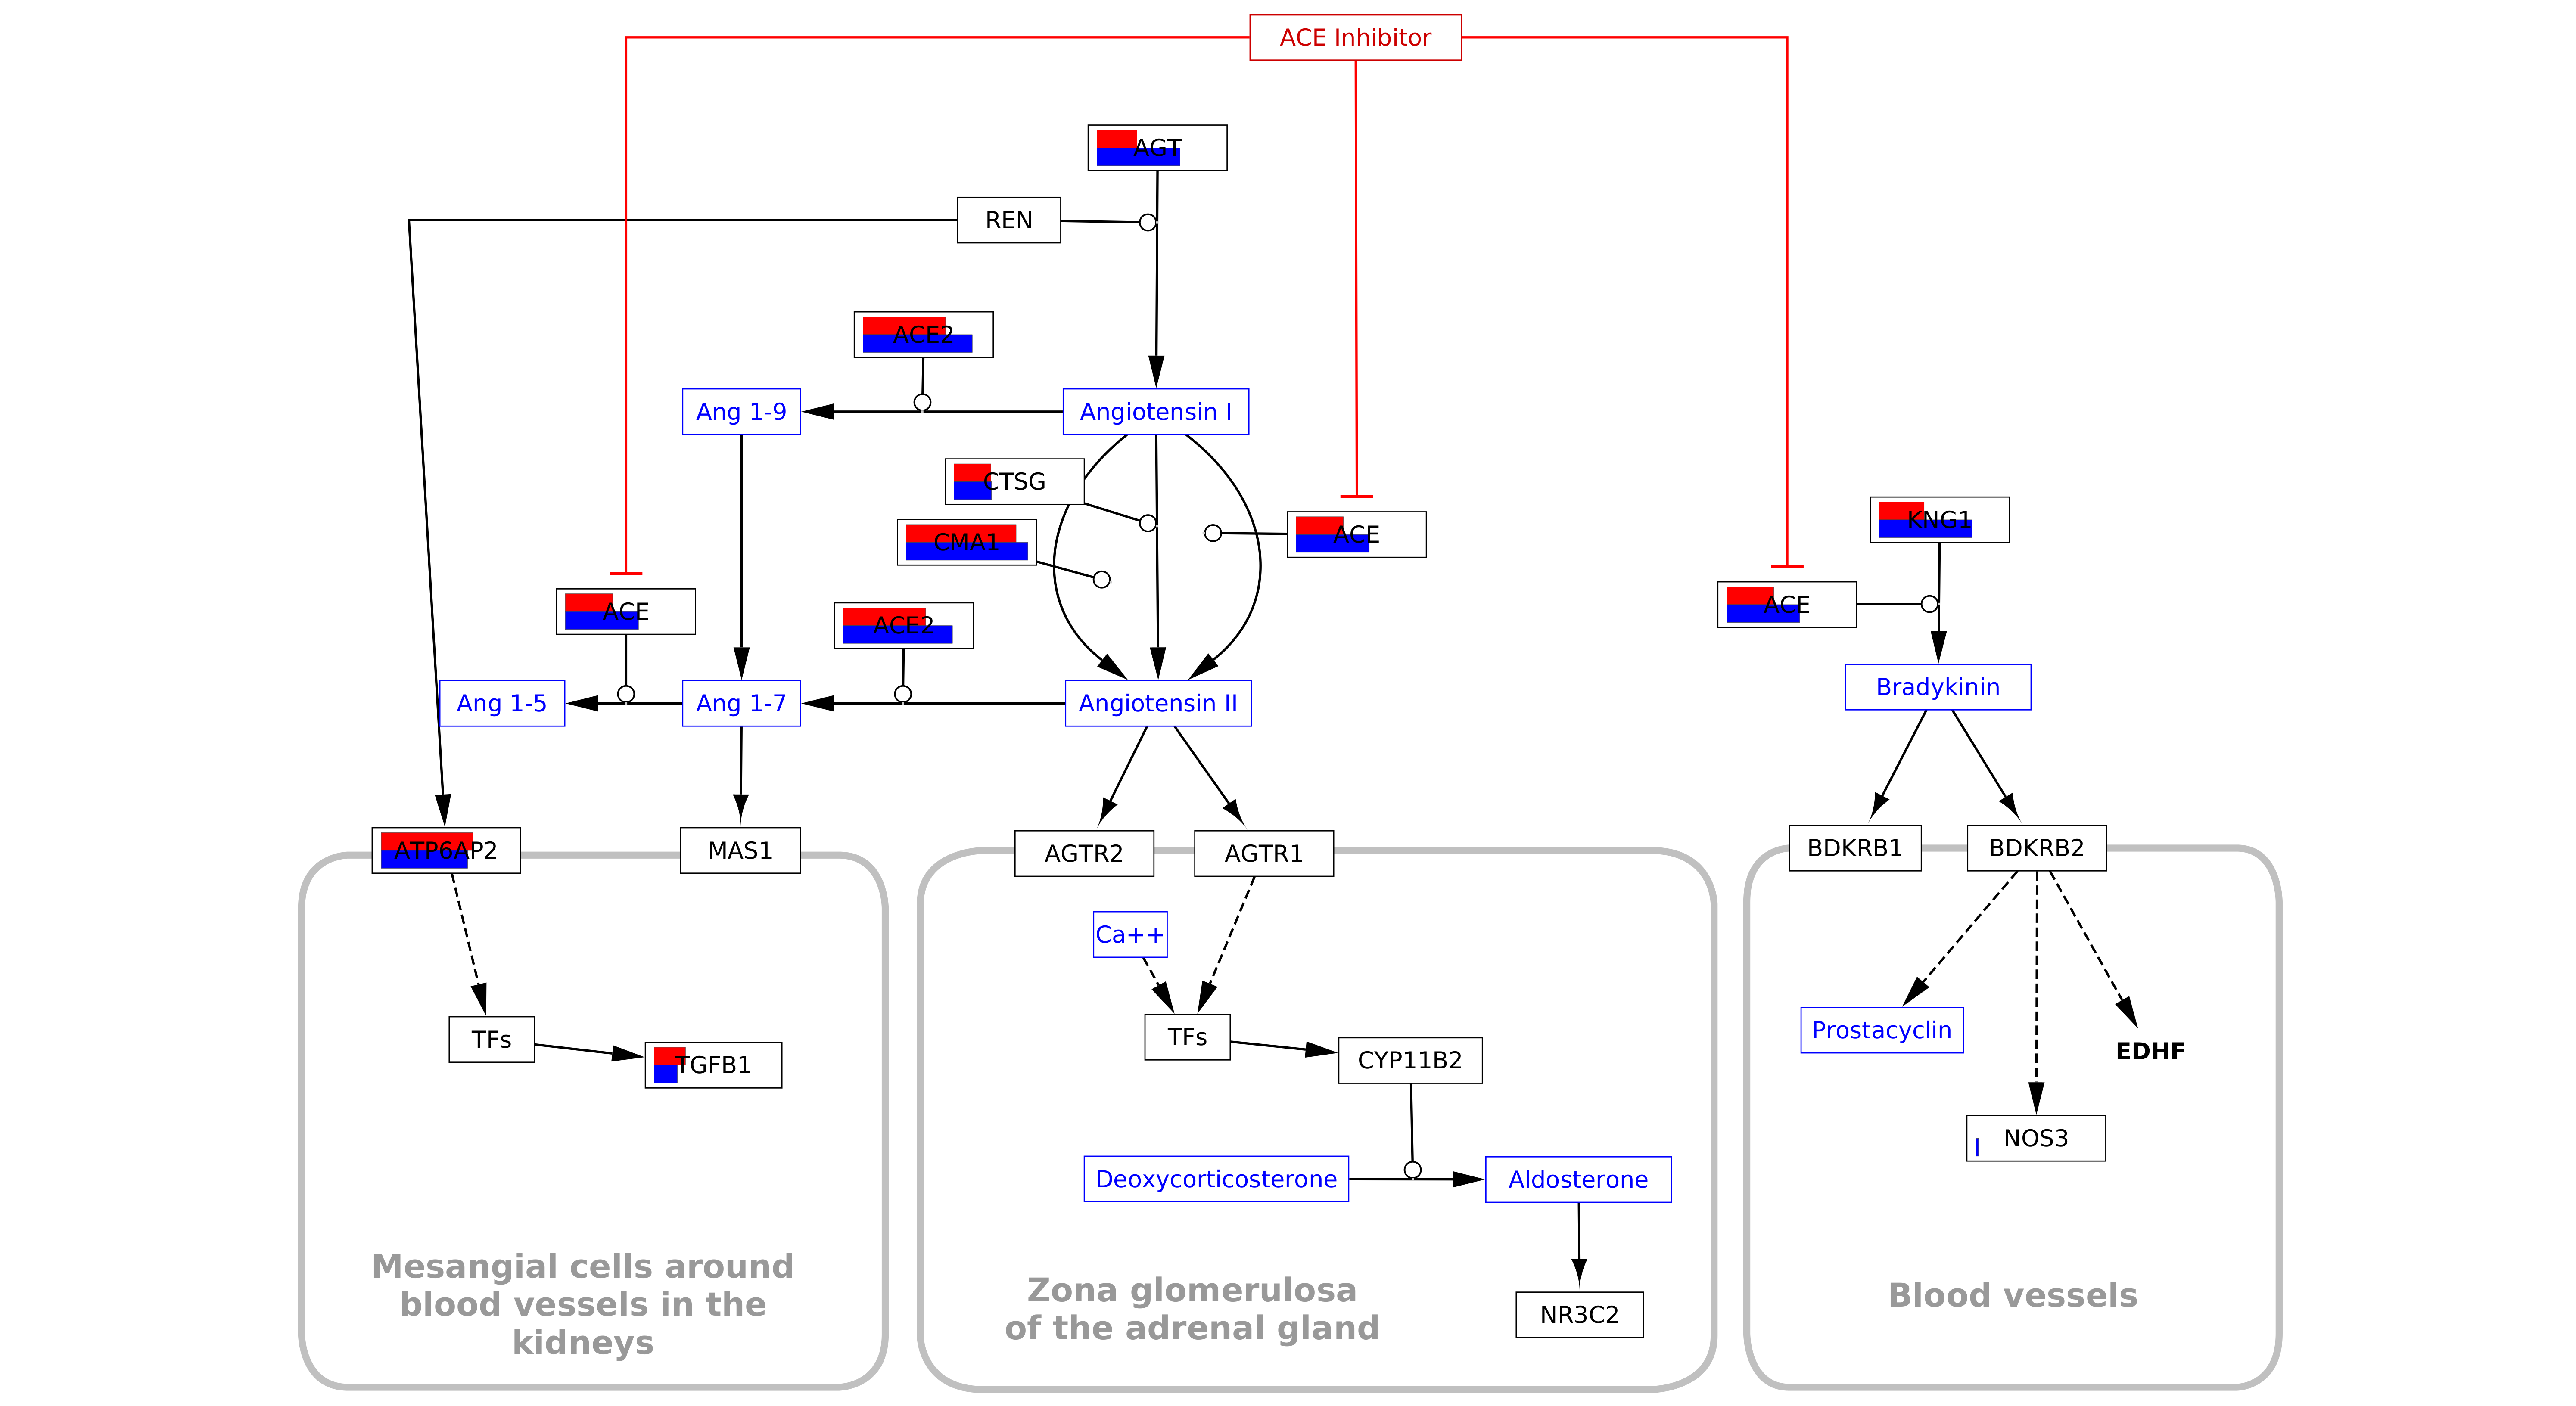 ACE Inhibitor
AGT
REN
ACE2
Ang 1-9
Angiotensin I
CTSG
CMA1
ACE
KNG1
ACE
ACE2
ACE
Bradykinin
Ang 1-5
Ang 1-7
Angiotensin II
ATP6AP2
MAS1
AGTR2
AGTR1
BDKRB1
BDKRB2
Ca++
TFs
TGFB1
TFs
CYP11B2
Prostacyclin
EDHF
NOS3
Deoxycorticosterone
Aldosterone
NR3C2
Mesangial cells around
blood vessels in the
kidneys
Zona glomerulosa
of the adrenal gland
Blood vessels